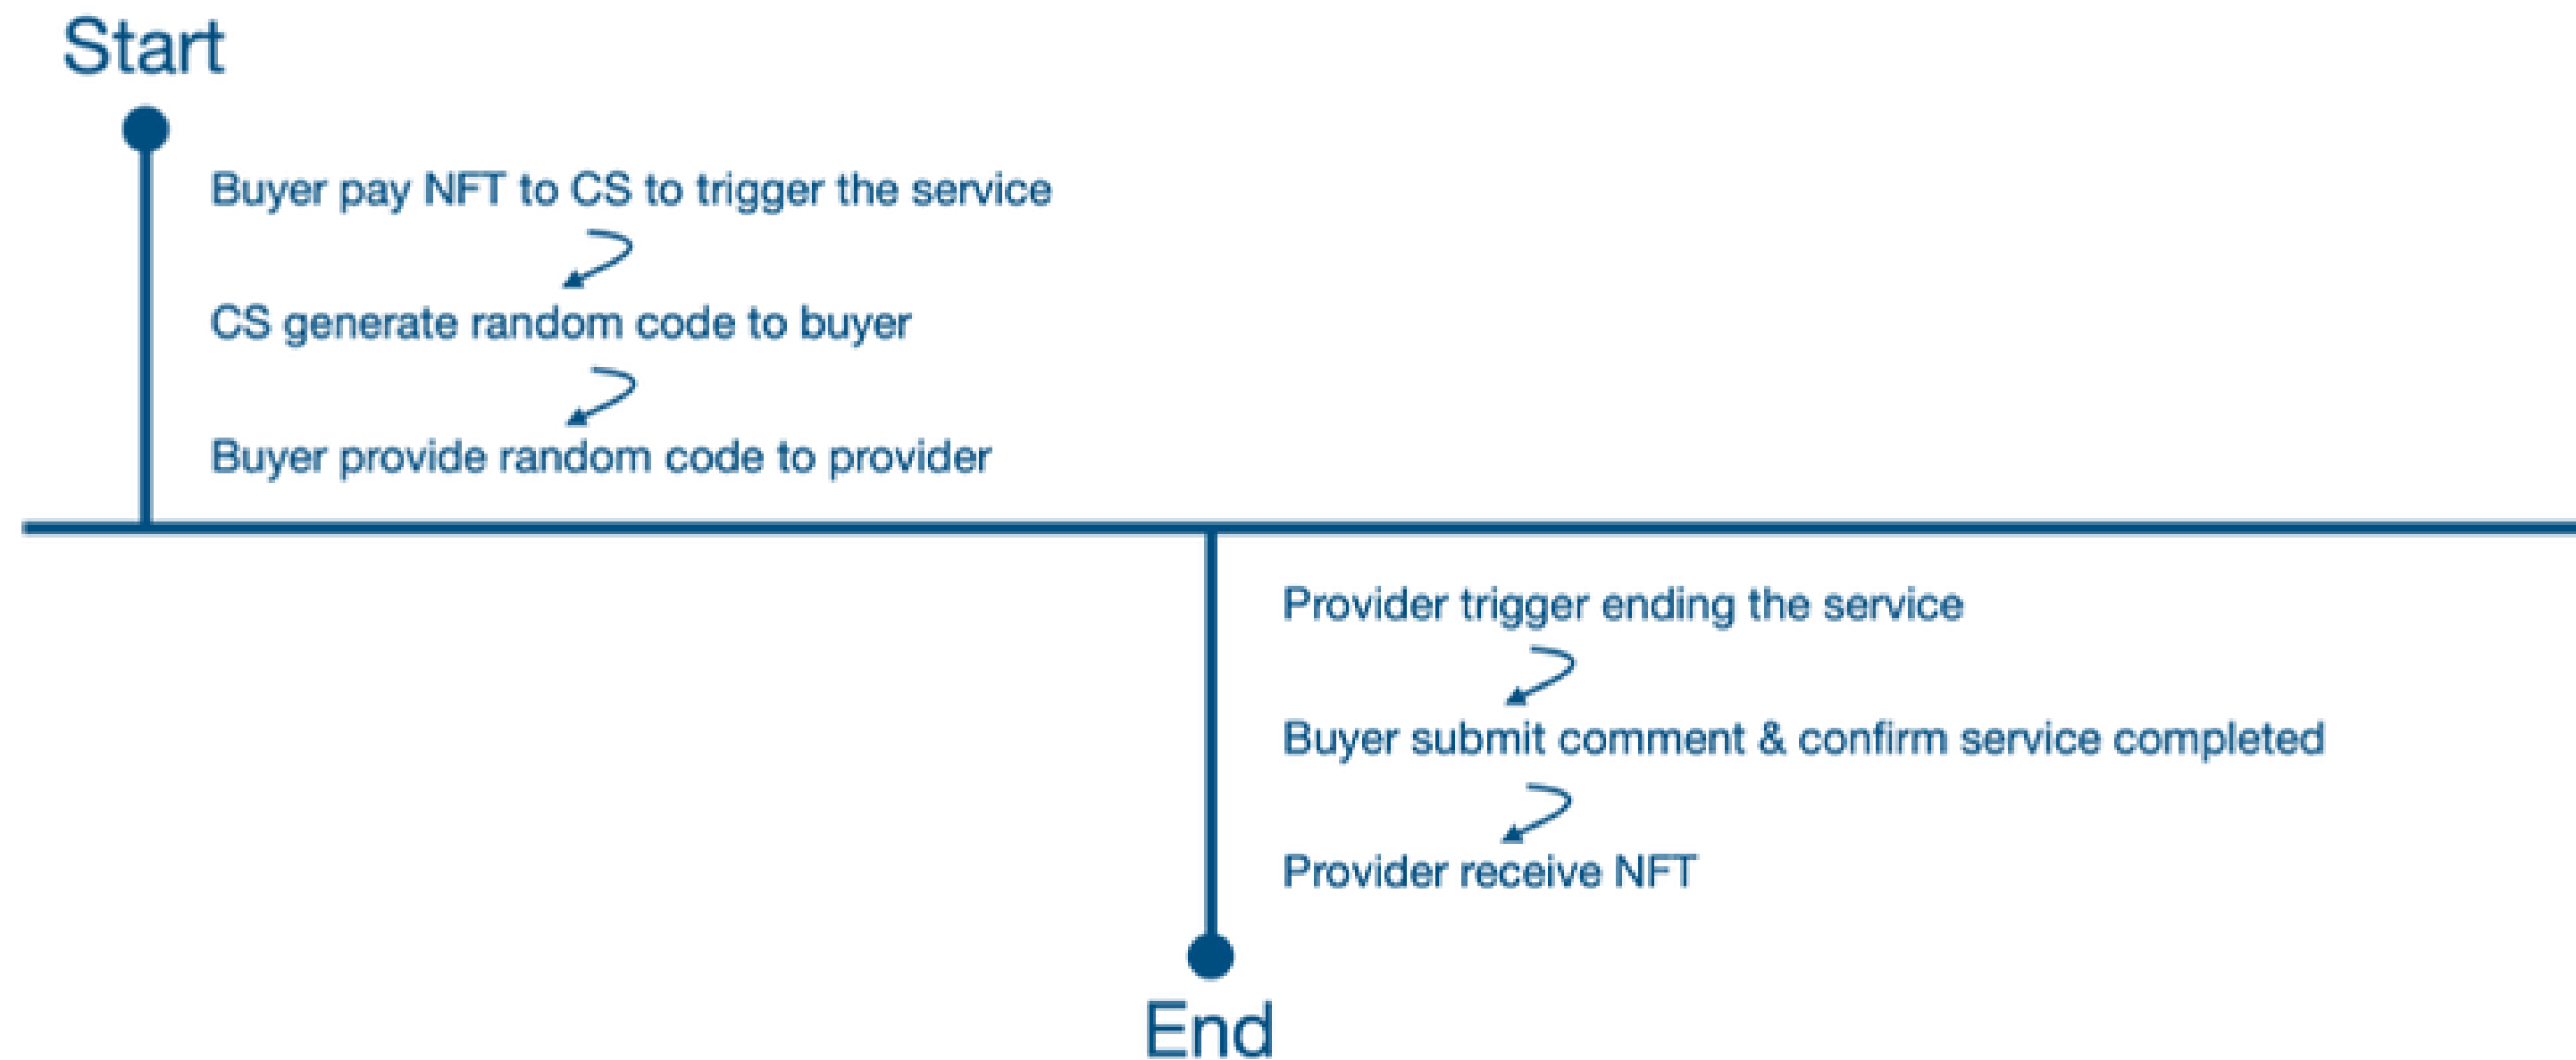 Start
Buyer pay NFT to CS to trigger the service
CS generate random code to buyer
Buyer provide random code to provider
Provider trigger ending the service
Buyer submit comment & confirm service completed
Provider receive NFT
End